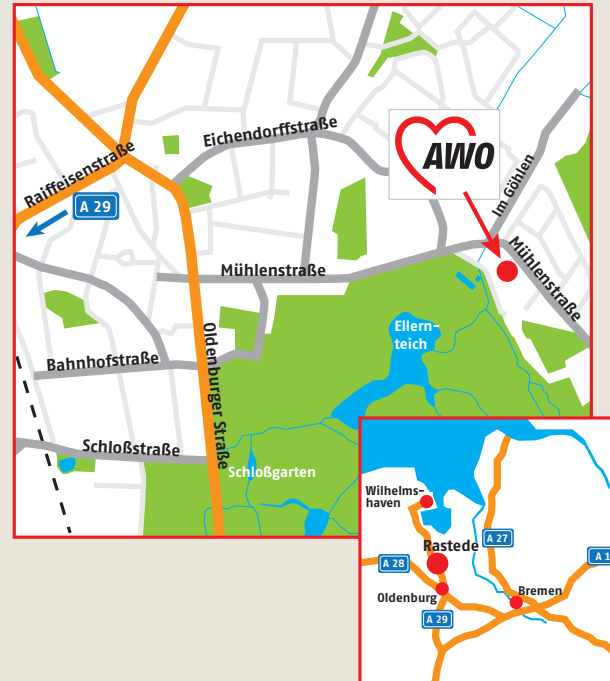 Eichendorffstraße
AWO
Raiffeisenstraße
A 29
Im Göhlen
Mühlenstraße
Mühlenstraße
Ellern-
teich
Oldenburger Straße
Bahnhofstraße
Schloßstraße
Schloßgarten
Wilhelms-
haven
Rastede
A 27
A 28
A 1
Oldenburg
Bremen
A 29